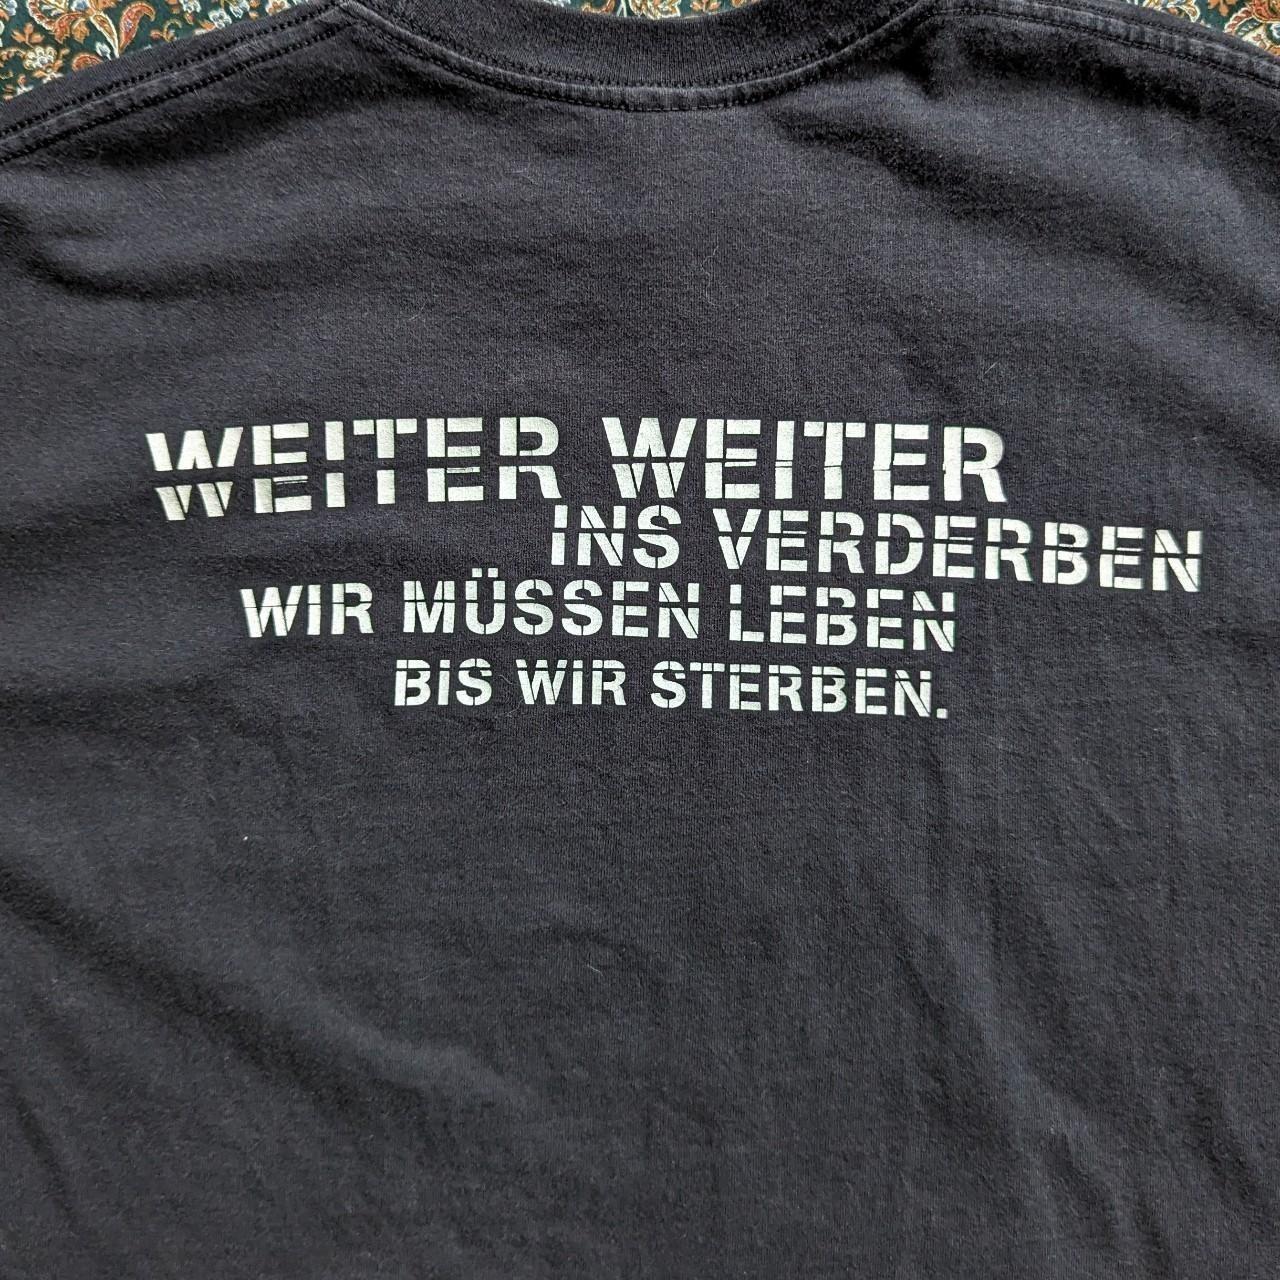 WEITER WEITER
INS VERDERBEN
WIR MÜSSEN LEBEN
BIS WIR STERBEN.